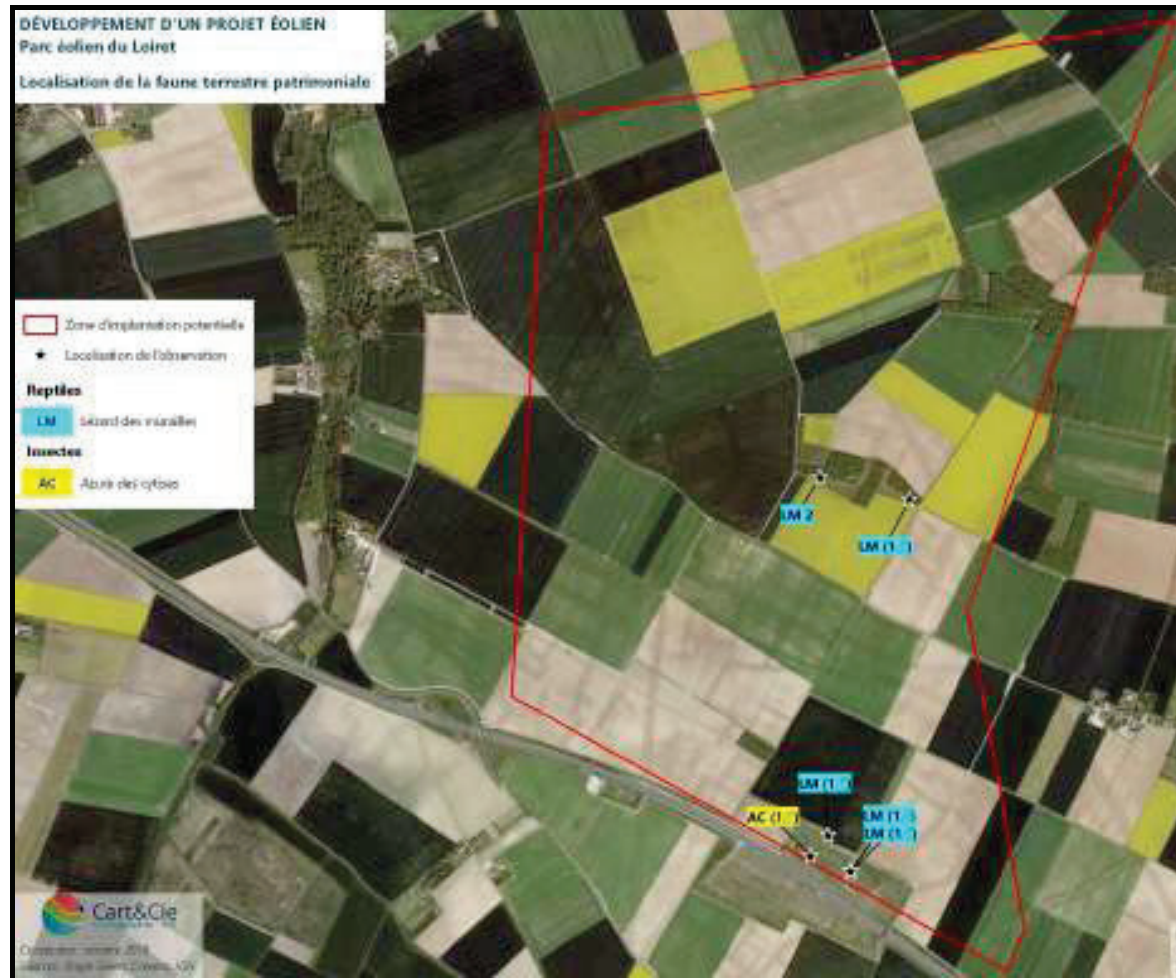 DÉVELOPPEMENT D'UN PROJET ÉOLIEN
Parc éolien du Loiret
Localisation de la faune terrestre patrimoniale
Zone d'implantation potentielle
Localisation de l'observation
Reptiles
LM Lézard des murailles
Insectes
AC Azuré des cytises
LM 2
LM (1
LM (1
AC (1
LM (1
LM (1
Cart&Cie